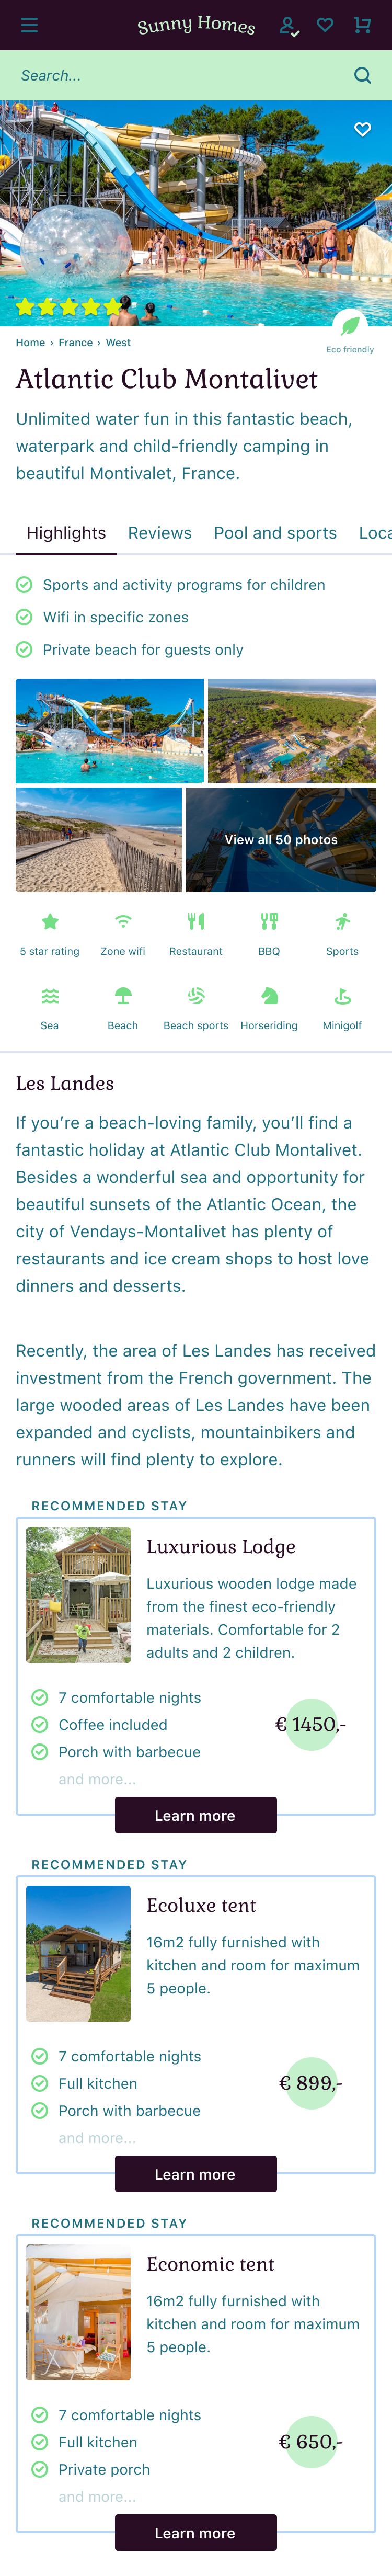 Sunny Homes
Search...
Home › France › West
Eco friendly
Atlantic Club Montalivet
Unlimited water fun in this fantastic beach,
waterpark and child-friendly camping in
beautiful Montivalet, France.
Highlights Reviews Pool and sports Loca
Sports and activity programs for children
Wifi in specific zones
Private beach for guests only
View all 50 photos
5 star rating Zone wifi Restaurant BBQ Sports
Sea Beach Beach sports Horseriding Minigolf
Les Landes
If you’re a beach-loving family, you’ll find a
fantastic holiday at Atlantic Club Montalivet.
Besides a wonderful sea and opportunity for
beautiful sunsets of the Atlantic Ocean, the
city of Vendays-Montalivet has plenty of
restaurants and ice cream shops to host love
dinners and desserts.
Recently, the area of Les Landes has received
investment from the French government. The
large wooded areas of Les Landes have been
expanded and cyclists, mountainbikers and
runners will find plenty to explore.
RECOMMENDED STAY
Luxurious Lodge
Luxurious wooden lodge made
from the finest eco-friendly
materials. Comfortable for 2
adults and 2 children.
7 comfortable nights
Coffee included
Porch with barbecue
and more...
€ 1450,-
Learn more
RECOMMENDED STAY
Ecoluxe tent
16m2 fully furnished with
kitchen and room for maximum
5 people.
7 comfortable nights
Full kitchen
Porch with barbecue
and more...
€ 899,-
Learn more
RECOMMENDED STAY
Economic tent
16m2 fully furnished with
kitchen and room for maximum
5 people.
7 comfortable nights
Full kitchen
Private porch
and more...
€ 650,-
Learn more